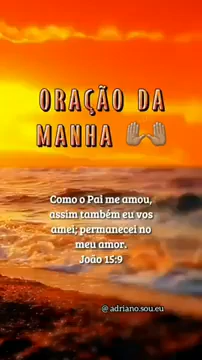 ORAÇÃO DA
MANHA 🙌
Como o Pai me amou,
assim também eu vos
amei; permanecei no
meu amor.
João 15:9
@adriano.sou.eu